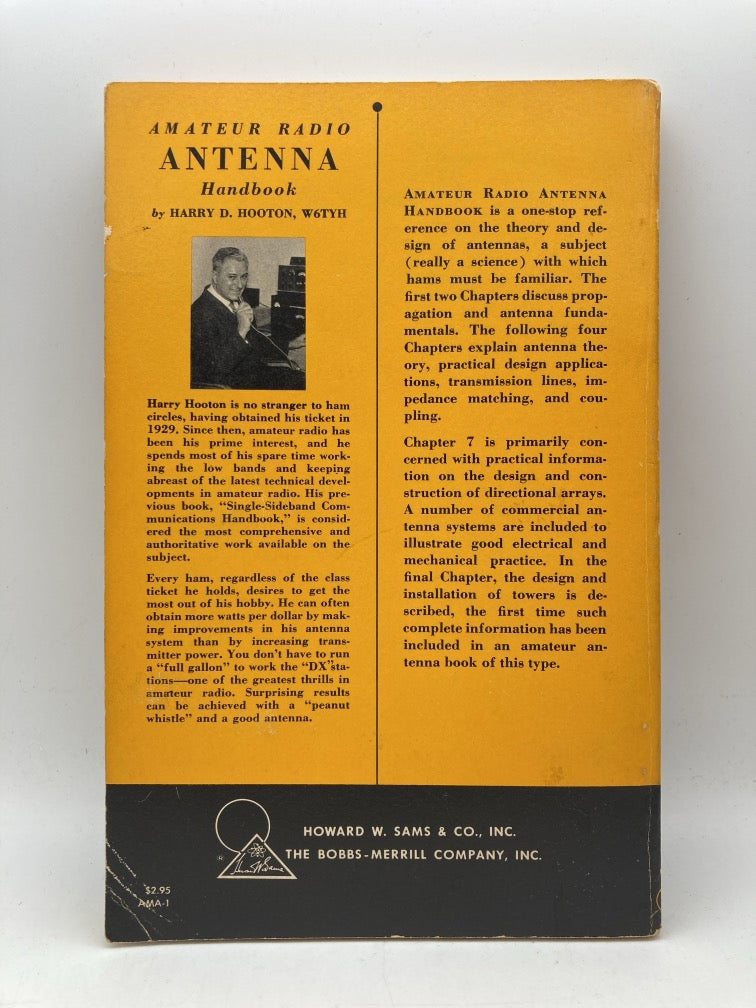 AMATEUR RADIO
ANTENNA
Handbook
by HARRY D. HOOTON, W6TYH
Harry Hooton is no stranger to ham
circles, having obtained his ticket in
1929. Since then, amateur radio has
been his prime interest, and he
spends most of his spare time work-
ing the low bands and keeping
abreast of the latest technical devel-
opments in amateur radio. His pre-
vious book, “Single-Sideband Com-
munications Handbook,” is consid-
ered the most comprehensive and
authoritative work available on the
subject.
Every ham, regardless of the class
ticket he holds, desires to get the
most out of his hobby. He can often
obtain more watts per dollar by mak-
ing improvements in his antenna
system than by increasing trans-
mitter power. You don't have to run
a “full gallon” to work the “DX”sta-
tions—one of the greatest thrills in
amateur radio. Surprising results
can be achieved with a “peanut
whistle” and a good antenna.
AMATEUR RADIO ANTENNA
HANDBOOK is a one-stop ref-
erence on the theory and de-
sign of antennas, a subject
(really a science) with which
hams must be familiar. The
first two Chapters discuss prop-
agation and antenna funda-
mentals. The following four
Chapters explain antenna the-
ory, practical design applica-
tions, transmission lines, im-
pedance matching, and cou-
pling.
Chapter 7 is primarily con-
cerned with practical informa-
tion on the design and con-
struction of directional arrays.
A number of commercial an-
tenna systems are included to
illustrate good electrical and
mechanical practice. In the
final Chapter, the design and
installation of towers is de-
scribed, the first time such
complete information has been
included in an amateur an-
tenna book of this type.
HOWARD W. SAMS & CO., INC.
THE BOBBS-MERRILL COMPANY, INC.
$2.95
AMA-1